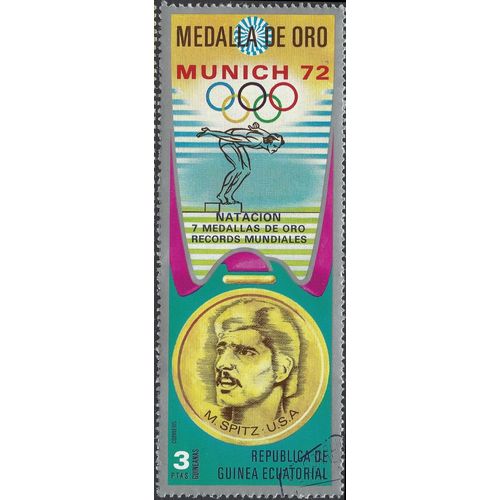 MEDALLA DE ORO
MUNICH 72
NATACION
7 MEDALLAS DE ORO
RECORDS MUNDIALES
M. SPITZ · U.S.A
CORREOS
3
PTAS GUINEANAS
REPUBLICA DE
GUINEA ECUATORIAL